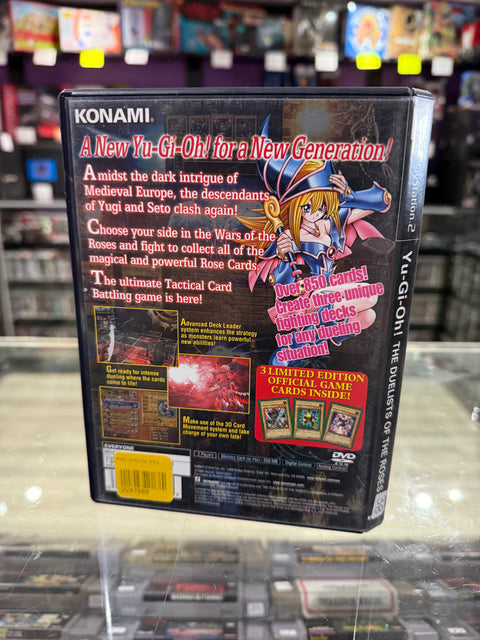 KONAMI
A New Yu-Gi-Oh! for a New Generation!
Amidst the dark intrigue of
Medieval Europe, the descendants
of Yugi and Seto clash again!
Choose your side in the Wars of the
Roses and fight to collect all of the
magical and powerful Rose Cards.
The ultimate Tactical Card
Battling game is here!
Over 850 cards!
Create three unique
fighting decks
for any dueling
situation!
Advanced Deck Leader
system enhances the strategy
as monsters learn powerful
new abilities!
Get ready for intense
dueling where the cards
come to life!
Make use of the 3D Card
Movement system and take
charge of your own fate!
3 LIMITED EDITION
OFFICIAL GAME
CARDS INSIDE!
EVERYONE
2 Players
Digital Control
Analog Control
DVD
PlayStation 2
Yu-Gi-Oh! THE DUELISTS OF THE ROSES